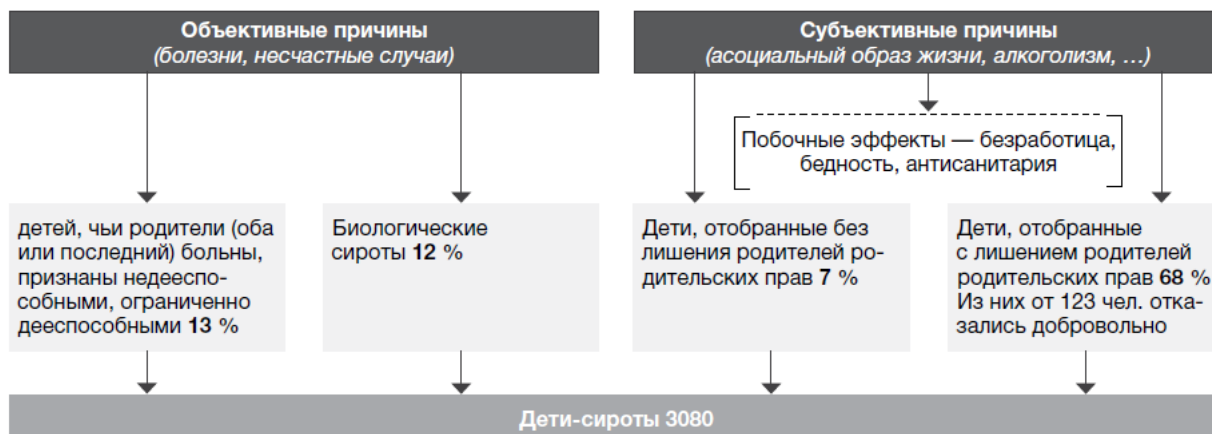 Объективные причины
(болезни, несчастные случаи)
Субъективные причины
(асоциальный образ жизни, алкоголизм, …)
Побочные эффекты — безработица,
бедность, антисанитария
детей, чьи родители (оба
или последний) больны,
признаны недееспо-
собными, ограниченно
дееспособными 13 %
Биологические
сироты 12 %
Дети, отобранные без
лишения родителей ро-
дительских прав 7 %
Дети, отобранные
с лишением родителей
родительских прав 68 %
Из них от 123 чел. отка-
зались добровольно
Дети-сироты 3080